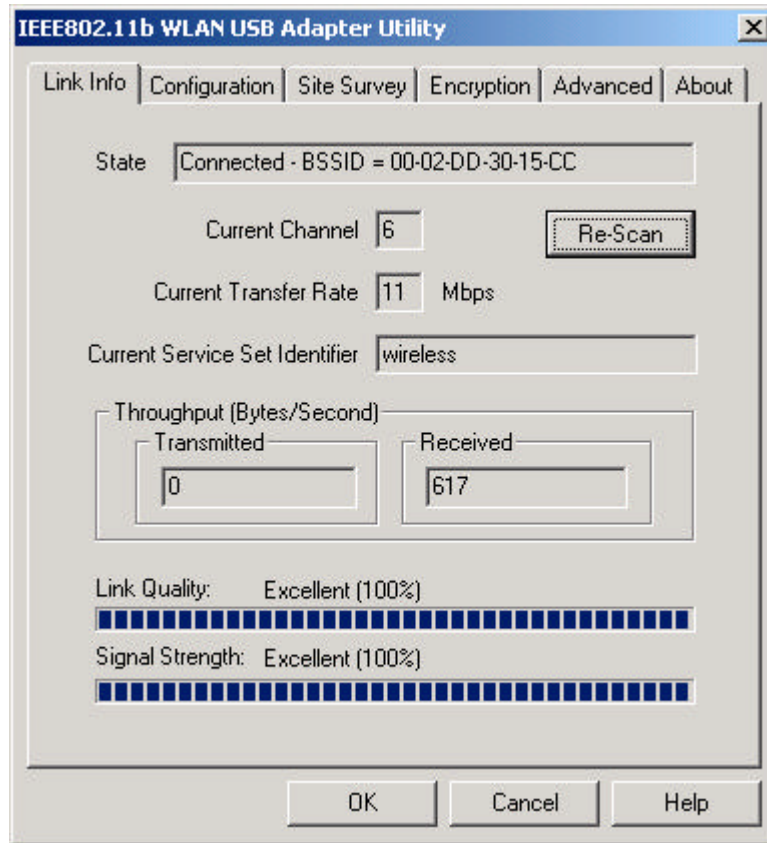 IEEE802.11b WLAN USB Adapter Utility
Link Info Configuration Site Survey Encryption Advanced About
State Connected - BSSID = 00-02-DD-30-15-CC
Current Channel 6 Re-Scan
Current Transfer Rate 11 Mbps
Current Service Set Identifier wireless
Throughput (Bytes/Second)
Transmitted Received
0 617
Link Quality: Excellent (100%)
Signal Strength: Excellent (100%)
OK Cancel Help